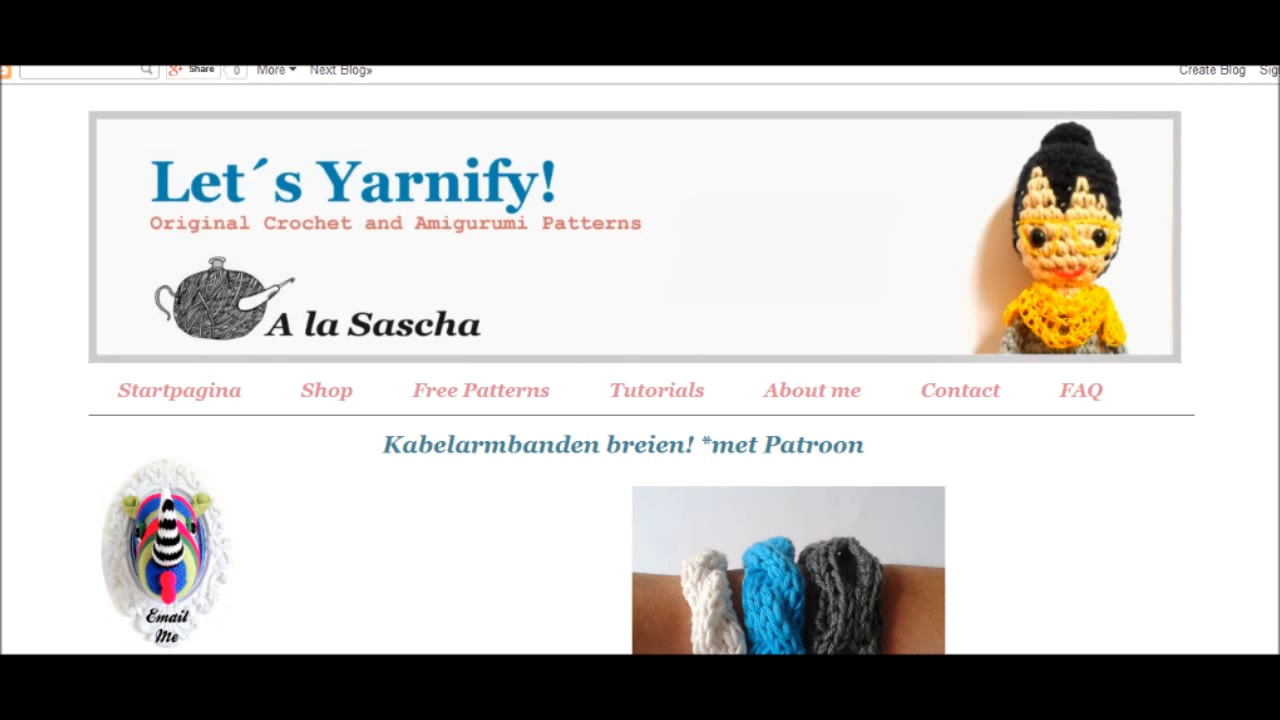 Share 0 More Next Blog» Create Blog Sig
Let´s Yarnify!
Original Crochet and Amigurumi Patterns
A la Sascha
Startpagina Shop Free Patterns Tutorials About me Contact FAQ
Kabelarmbanden breien! *met Patroon
Email
Me